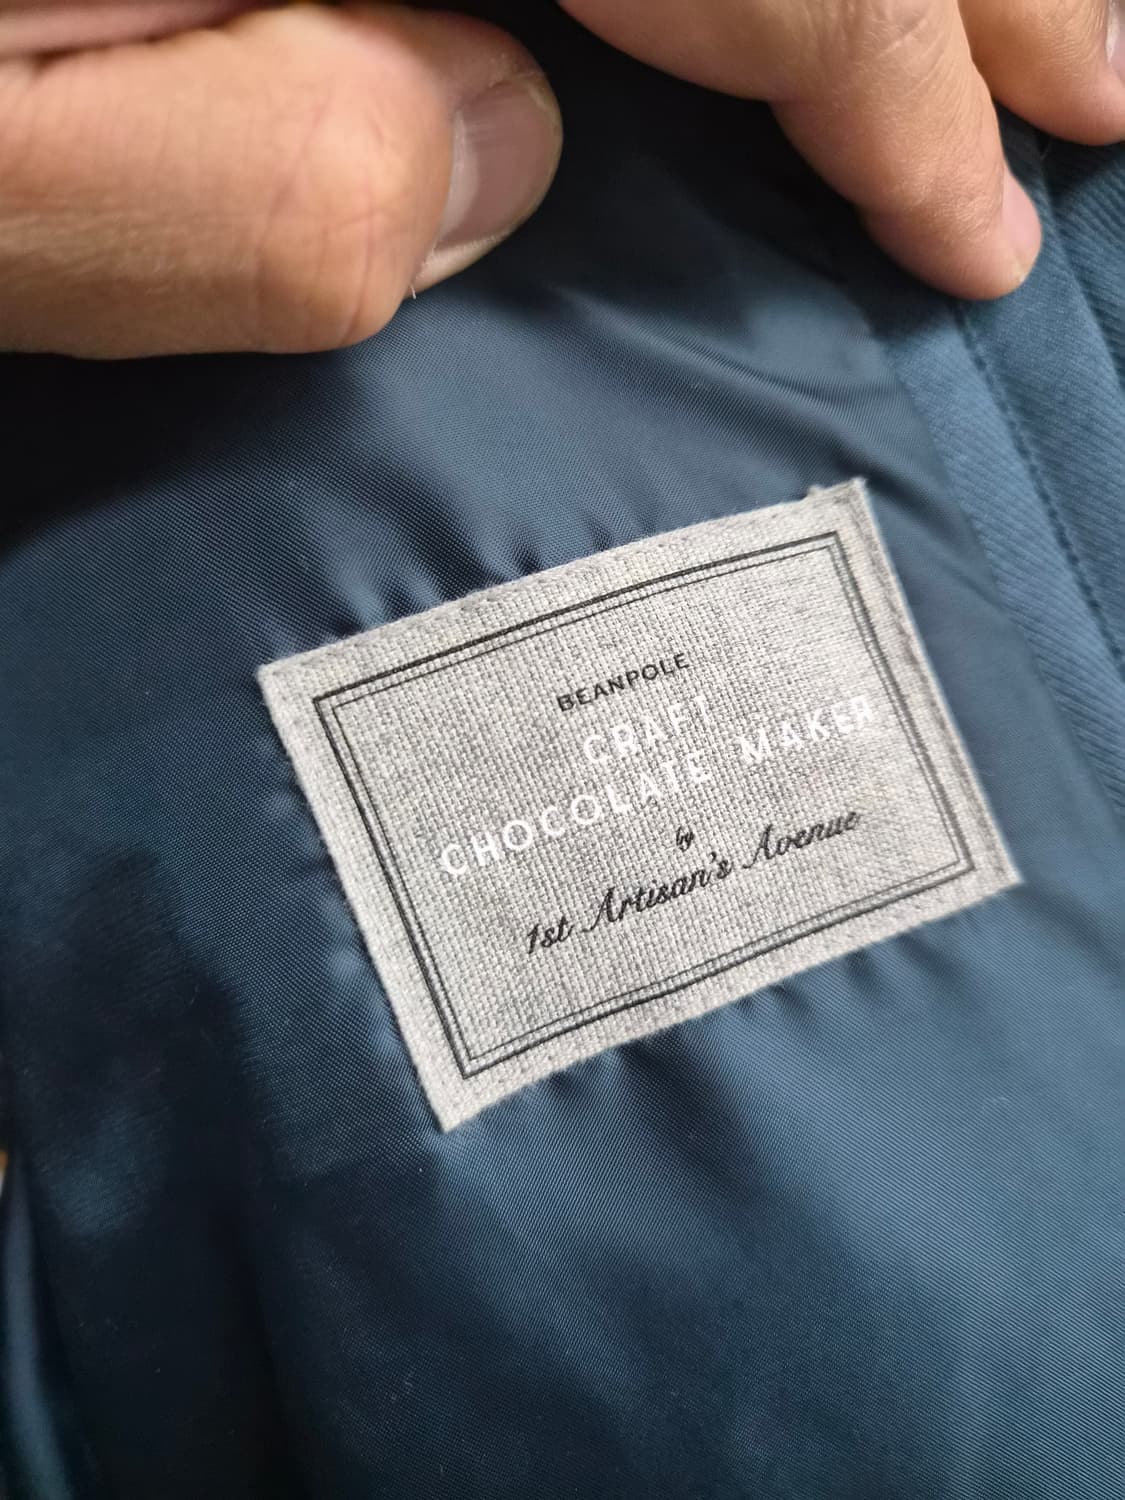 BEANPOLE
CRAFT
CHOCOLATE MAKER
by
1st Artisan's Avenue